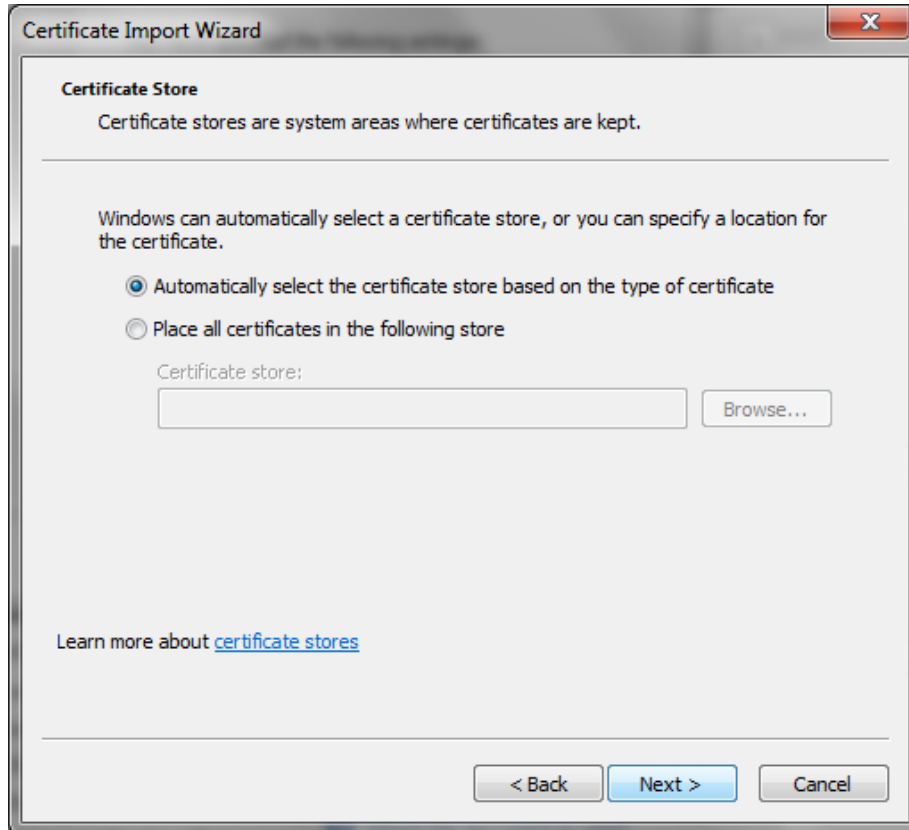 Certificate Import Wizard
Certificate Store
Certificate stores are system areas where certificates are kept.
Windows can automatically select a certificate store, or you can specify a location for
the certificate.
Automatically select the certificate store based on the type of certificate
Place all certificates in the following store
Certificate store:
Browse...
Learn more about certificate stores
< Back Next > Cancel